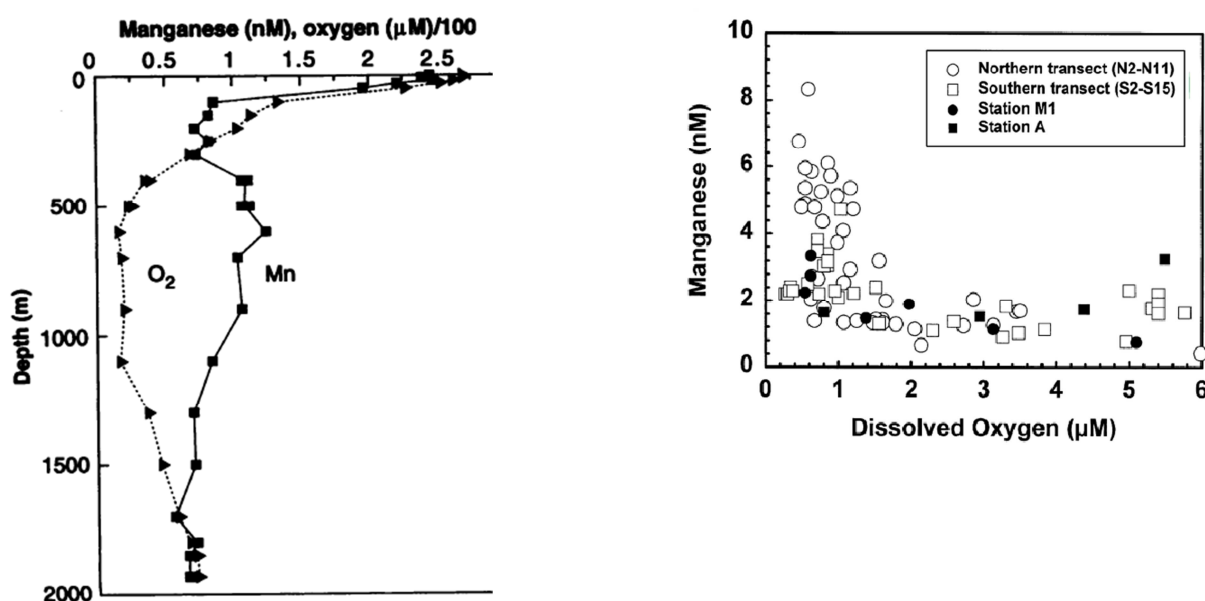 Manganese (nM), oxygen (μM)/100
0 0.5 1 1.5 2 2.5
0
500
1000
1500
2000
Depth (m)
O2
Mn
10
8
6
4
2
0
Manganese (nM)
Northern transect (N2-N11)
Southern transect (S2-S15)
Station M1
Station A
0 1 2 3 4 5 6
Dissolved Oxygen (μM)